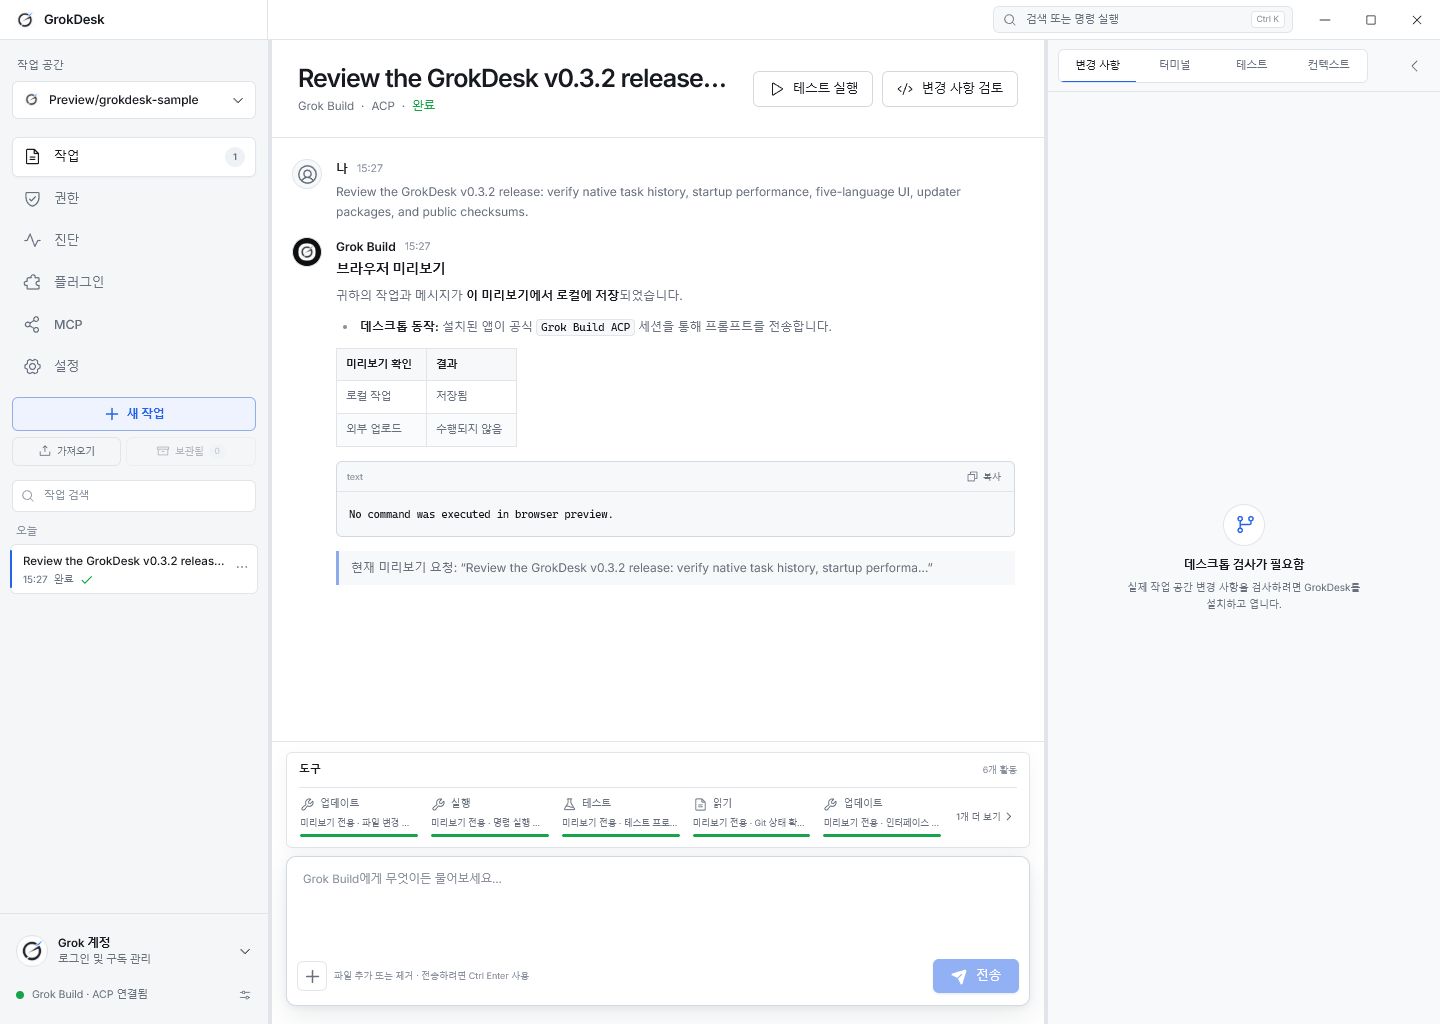 GrokDesk
검색 또는 명령 실행
Ctrl K
작업 공간
Preview/grokdesk-sample
작업
1
권한
진단
플러그인
MCP
설정
새 작업
가져오기
보관됨 0
작업 검색
오늘
Review the GrokDesk v0.3.2 releas...
15:27 완료
Grok 계정
로그인 및 구독 관리
Grok Build · ACP 연결됨
Review the GrokDesk v0.3.2 release...
Grok Build · ACP · 완료
테스트 실행
변경 사항 검토
나 15:27
Review the GrokDesk v0.3.2 release: verify native task history, startup performance, five-language UI, updater
packages, and public checksums.
Grok Build 15:27
브라우저 미리보기
귀하의 작업과 메시지가 이 미리보기에서 로컬에 저장되었습니다.
데스크톱 동작: 설치된 앱이 공식 Grok Build ACP 세션을 통해 프롬프트를 전송합니다.
미리보기 확인 결과
로컬 작업 저장됨
외부 업로드 수행되지 않음
text
복사
No command was executed in browser preview.
현재 미리보기 요청: “Review the GrokDesk v0.3.2 release: verify native task history, startup performa...”
도구
6개 활동
업데이트
미리보기 전용 · 파일 변경 ...
실행
미리보기 전용 · 명령 실행 ...
테스트
미리보기 전용 · 테스트 프로...
읽기
미리보기 전용 · Git 상태 확...
업데이트
미리보기 전용 · 인터페이스 ...
1개 더 보기
Grok Build에게 무엇이든 물어보세요...
파일 추가 또는 제거 · 전송하려면 Ctrl Enter 사용
전송
변경 사항
터미널
테스트
컨텍스트
데스크톱 검사가 필요함
실제 작업 공간 변경 사항을 검사하려면 GrokDesk를
설치하고 엽니다.